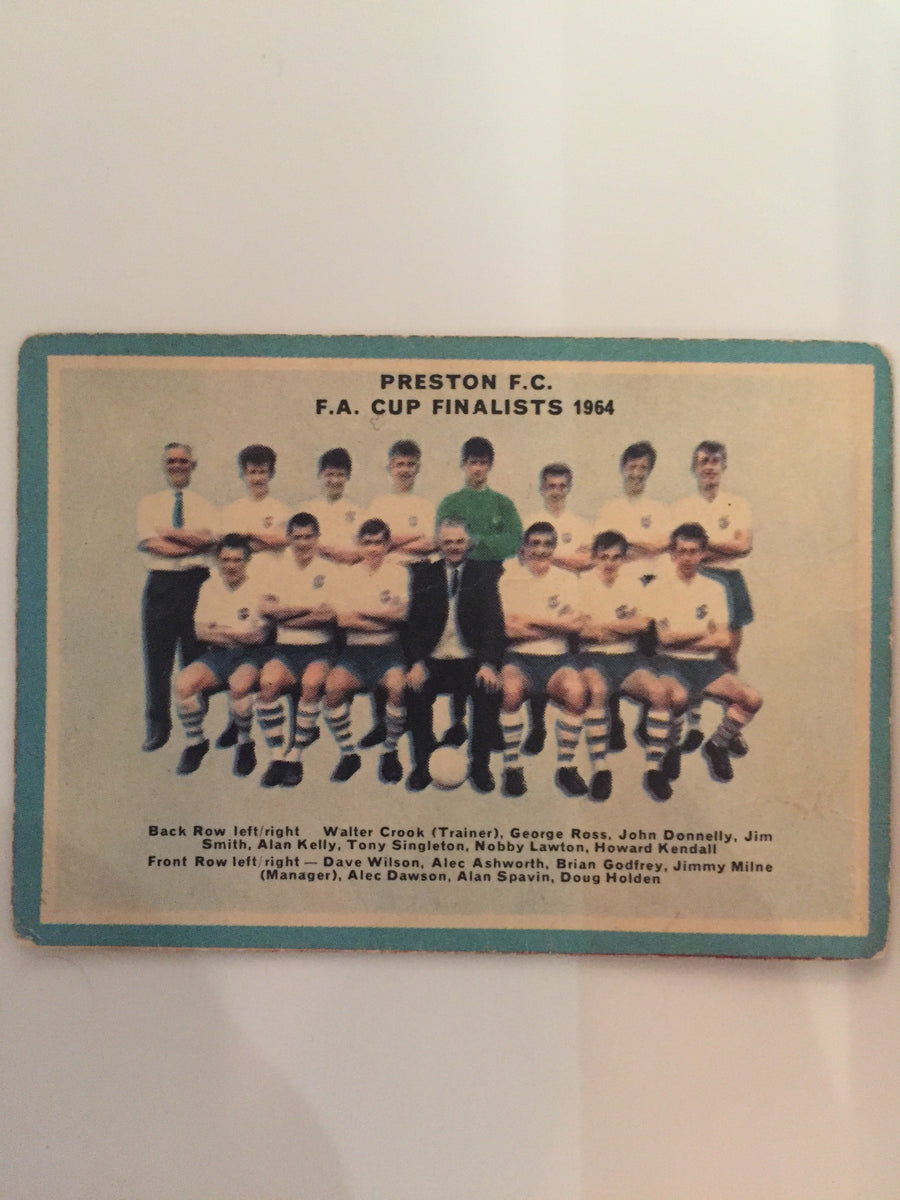 PRESTON F.C.
F.A. CUP FINALISTS 1964
Back Row left/right Walter Crook (Trainer), George Ross, John Donnelly, Jim
Smith, Alan Kelly, Tony Singleton, Nobby Lawton, Howard Kendall
Front Row left/right — Dave Wilson, Alec Ashworth, Brian Godfrey, Jimmy Milne
(Manager), Alec Dawson, Alan Spavin, Doug Holden